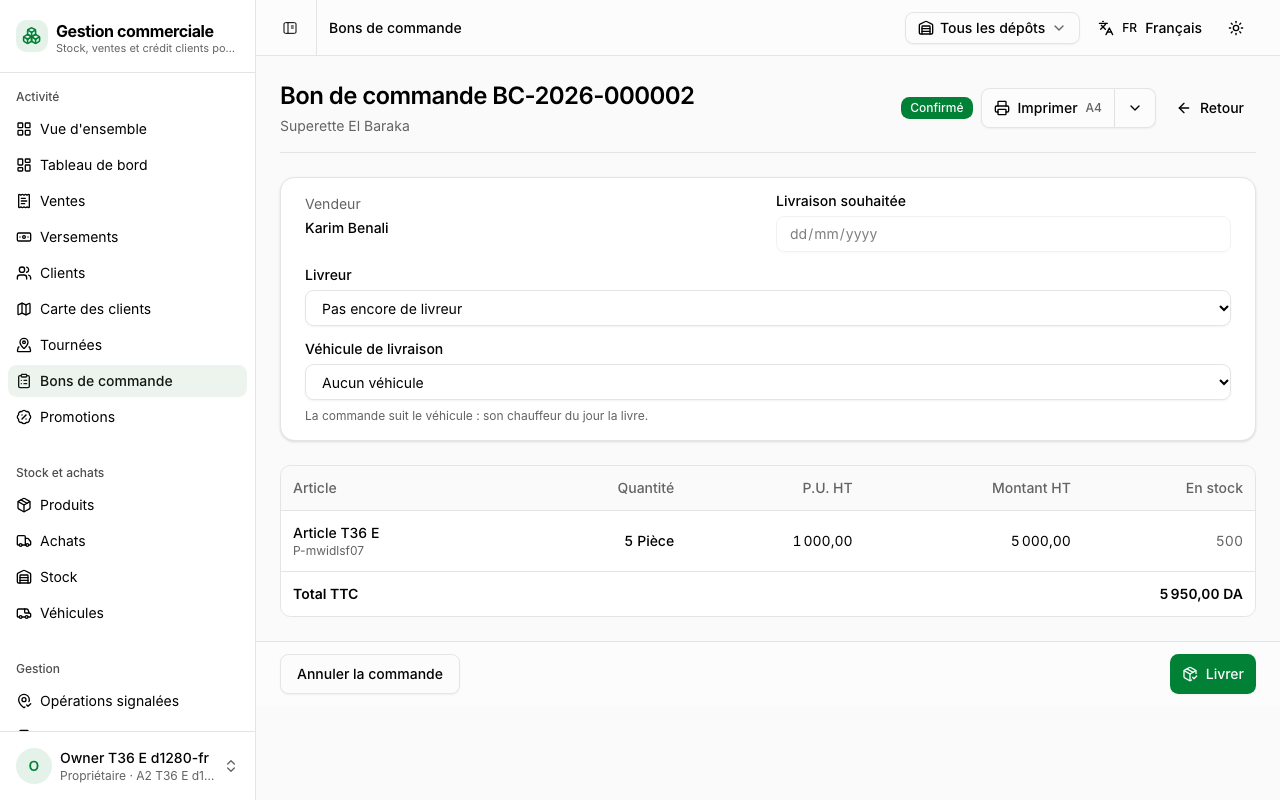 Gestion commerciale
Stock, ventes et crédit clients po...
Activité
Vue d'ensemble
Tableau de bord
Ventes
Versements
Clients
Carte des clients
Tournées
Bons de commande
Promotions
Stock et achats
Produits
Achats
Stock
Véhicules
Gestion
Opérations signalées
O
Owner T36 E d1280-fr
Propriétaire · A2 T36 E d1...
Bons de commande
Tous les dépôts
FR Français
Bon de commande BC-2026-000002
Superette El Baraka
Confirmé
Imprimer A4
Retour
Vendeur
Karim Benali
Livraison souhaitée
dd/mm/yyyy
Livreur
Pas encore de livreur
Véhicule de livraison
Aucun véhicule
La commande suit le véhicule : son chauffeur du jour la livre.
Article Quantité P.U. HT Montant HT En stock
Article T36 E 5 Pièce 1 000,00 5 000,00 500
P-mwidlsf07
Total TTC 5 950,00 DA
Annuler la commande
Livrer